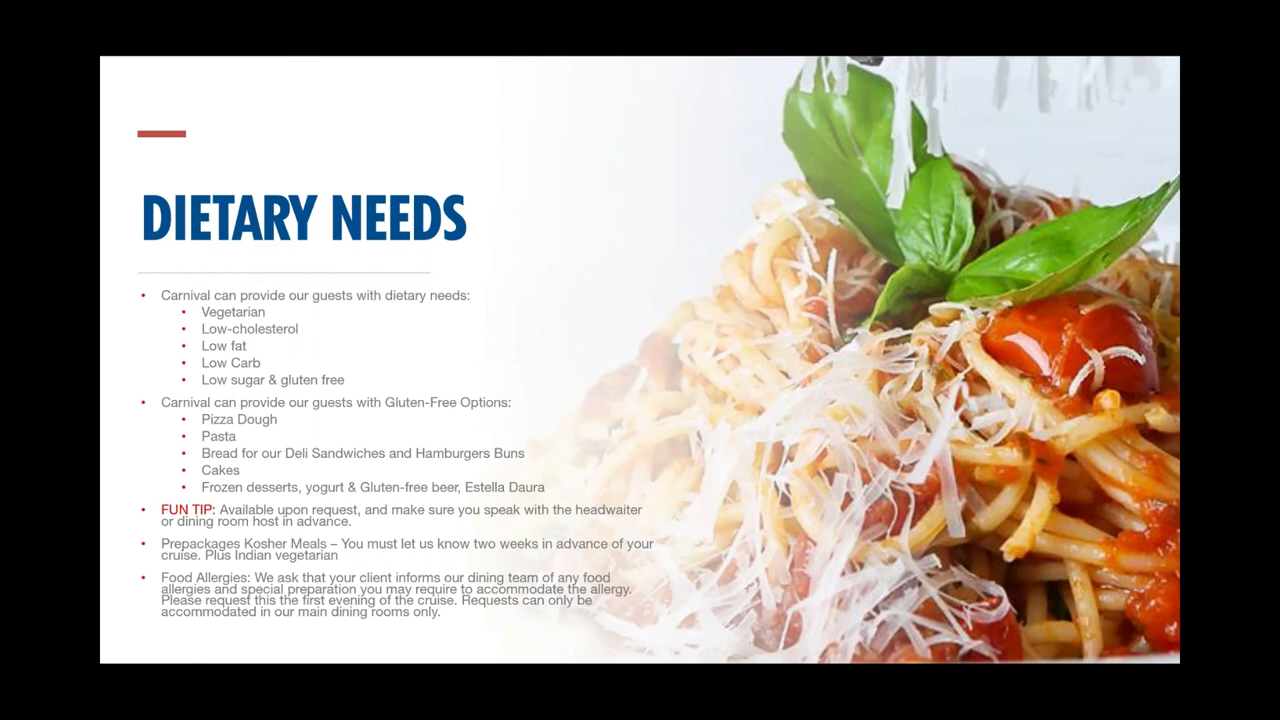 DIETARY NEEDS
• Carnival can provide our guests with dietary needs:
• Vegetarian
• Low-cholesterol
• Low fat
• Low Carb
• Low sugar & gluten free
• Carnival can provide our guests with Gluten-Free Options:
• Pizza Dough
• Pasta
• Bread for our Deli Sandwiches and Hamburgers Buns
• Cakes
• Frozen desserts, yogurt & Gluten-free beer, Estella Daura
• FUN TIP: Available upon request, and make sure you speak with the headwaiter
or dining room host in advance.
• Prepackages Kosher Meals – You must let us know two weeks in advance of your
cruise. Plus Indian vegetarian
• Food Allergies: We ask that your client informs our dining team of any food
allergies and special preparation you may require to accommodate the allergy.
Please request this the first evening of the cruise. Requests can only be
accommodated in our main dining rooms only.